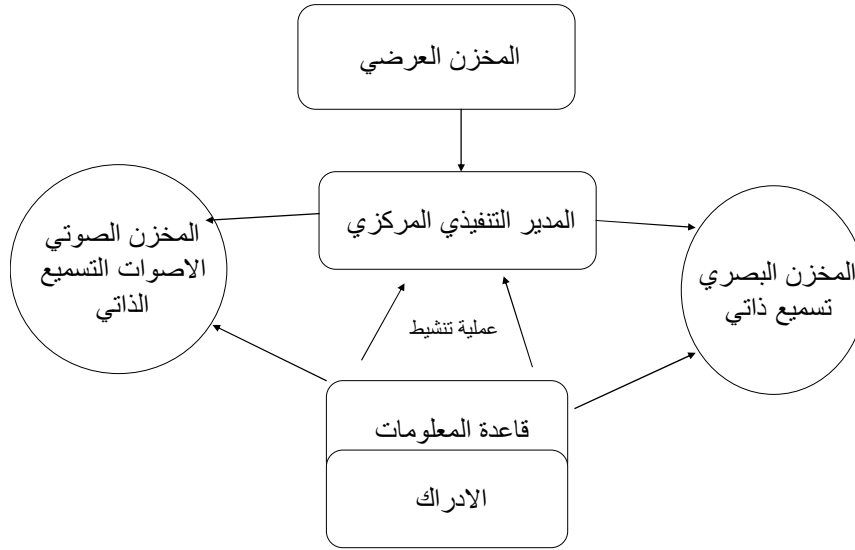 المخزن العرضي
المدير التنفيذي المركزي
المخزن الصوتي
الاصوات التسميع
الذاتي
المخزن البصري
تسميع ذاتي
عملية تنشيط
قاعدة المعلومات
الادراك